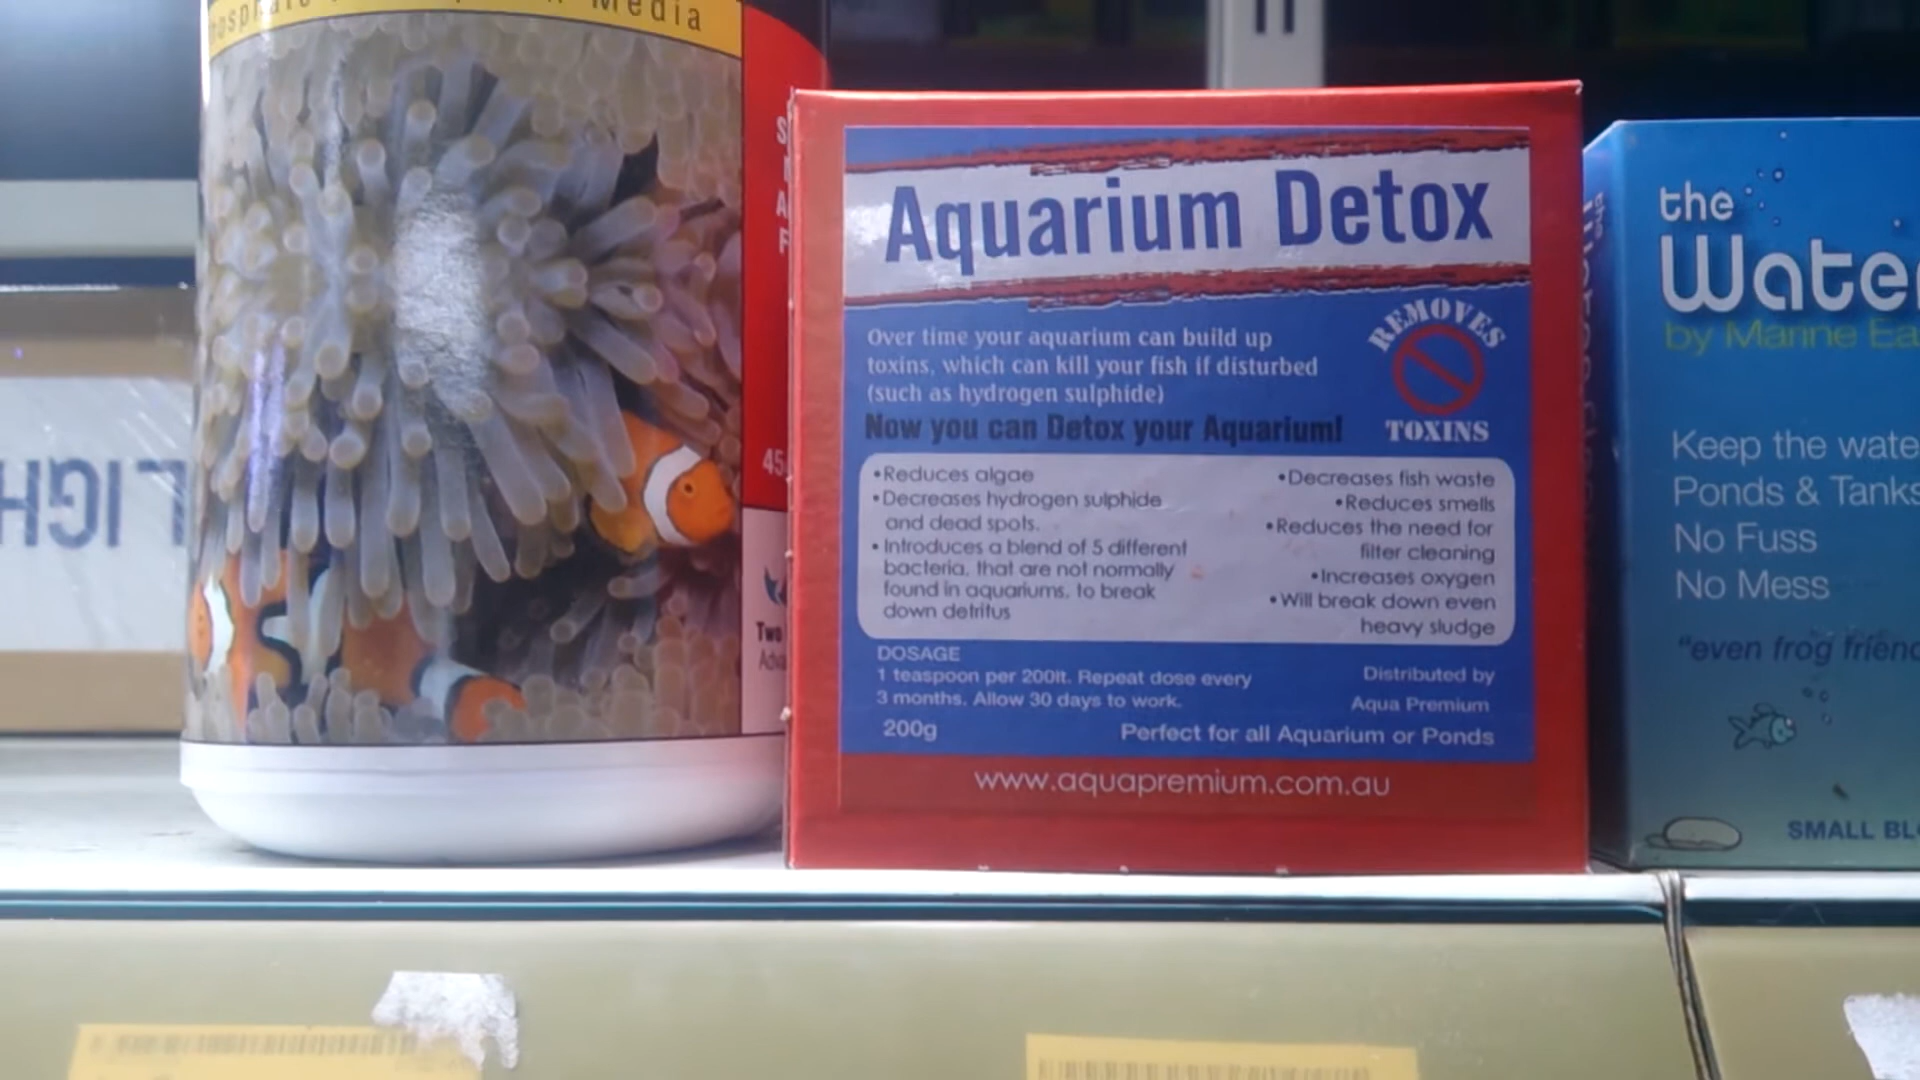 Media
LIGH
45
Two
Aquarium Detox
Over time your aquarium can build up
toxins, which can kill your fish if disturbed
(such as hydrogen sulphide)
Now you can Detox your Aquarium!
REMOVES
TOXINS
•Reduces algae
•Decreases hydrogen sulphide
and dead spots.
•Introduces a blend of 5 different
bacteria, that are not normally
found in aquariums, to break
down detritus
•Decreases fish waste
•Reduces smells
•Reduces the need for
filter cleaning
•Increases oxygen
•Will break down even
heavy sludge
DOSAGE
1 teaspoon per 200lt. Repeat dose every
3 months. Allow 30 days to work.
200g
Distributed by
Aqua Premium
Perfect for all Aquarium or Ponds
www.aquapremium.com.au
the
Water
by Marine Ea
Keep the wate
Ponds & Tanks
No Fuss
No Mess
"even frog friend
SMALL BL